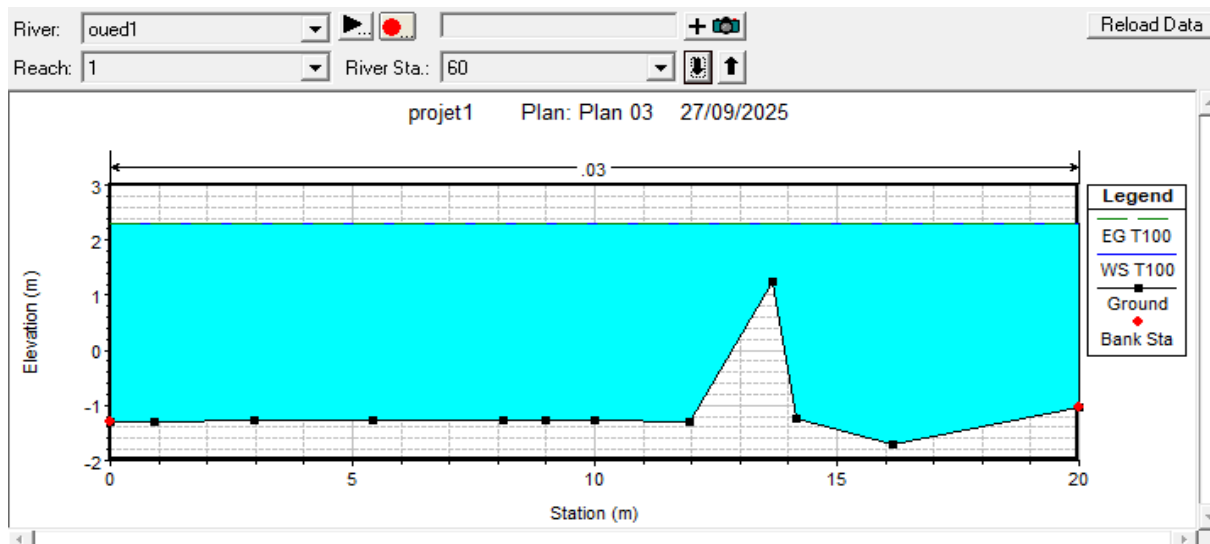 River: oued1 Reload Data
Reach: 1 River Sta.: 60
projet1 Plan: Plan 03 27/09/2025
.03
3
2
1
0
-1
-2
Elevation (m)
0 5 10 15 20
Station (m)
Legend
EG T100
WS T100
Ground
Bank Sta